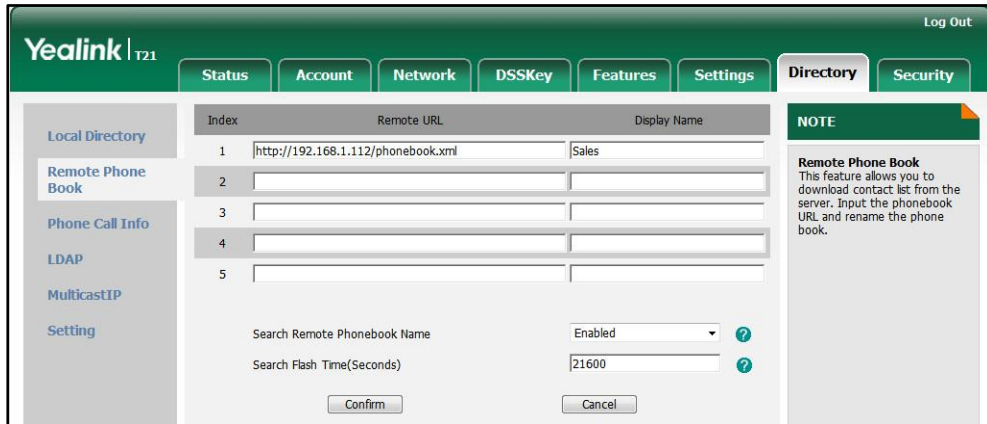 Log Out
Yealink T21
Status Account Network DSSKey Features Settings Directory Security
Local Directory
Remote Phone
Book
Phone Call Info
LDAP
MulticastIP
Setting
Index Remote URL Display Name
1 http://192.168.1.112/phonebook.xml Sales
2
3
4
5
Search Remote Phonebook Name Enabled ?
Search Flash Time(Seconds) 21600 ?
Confirm Cancel
NOTE
Remote Phone Book
This feature allows you to
download contact list from the
server. Input the phonebook
URL and rename the phone
book.